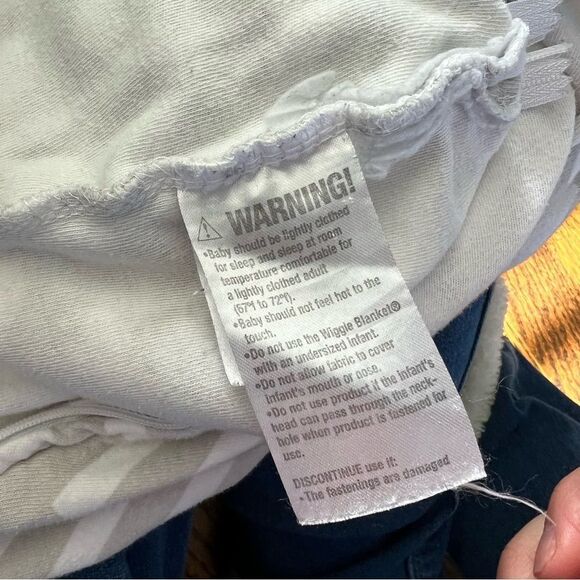 WARNING!
•Baby should be lightly clothed
for sleep and sleep at room
temperature comfortable for
a lightly clothed adult
(57°f to 72°f).
•Baby should not feel hot to the
touch.
•Do not use the Wiggle Blanket®
with an undersized infant.
•Do not allow fabric to cover
infant's mouth or nose.
•Do not use product if the infant's
head can pass through the neck-
hole when product is fastened for
use.
DISCONTINUE use if:
•The fastenings are damaged